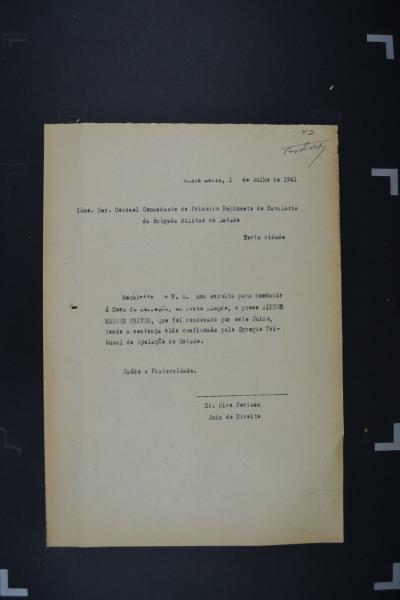 142
Santa Maria, 1 de Julho de 1941
Ilmo. Snr. Coronel Comandante do Primeiro Regimento de Cavalaria
da Brigada Militar do Estado
Nesta cidade
Requisito a V. S. uma escolta para conduzir
á Casa de Correção, em Porto Alegre, o preso
CHAVES, que foi condenado por este Juizo,
tendo a sentença sido confirmada pelo Egregio Tri-
bunal de Apelação do Estado.
Saúde e Fraternidade.
Dr. Ciro Pestana
Juiz de Direito